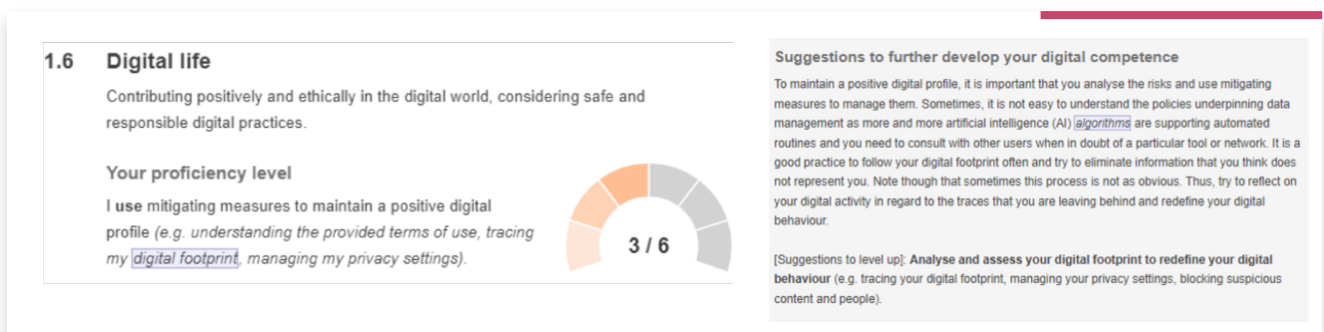 1.6 Digital life
Contributing positively and ethically in the digital world, considering safe and
responsible digital practices.
Your proficiency level
I use mitigating measures to maintain a positive digital
profile (e.g. understanding the provided terms of use, tracing
my digital footprint, managing my privacy settings).
3 / 6
Suggestions to further develop your digital competence
To maintain a positive digital profile, it is important that you analyse the risks and use mitigating
measures to manage them. Sometimes, it is not easy to understand the policies underpinning data
management as more and more artificial intelligence (AI) algorithms are supporting automated
routines and you need to consult with other users when in doubt of a particular tool or network. It is a
good practice to follow your digital footprint often and try to eliminate information that you think does
not represent you. Note though that sometimes this process is not as obvious. Thus, try to reflect on
your digital activity in regard to the traces that you are leaving behind and redefine your digital
behaviour.
[Suggestions to level up]: Analyse and assess your digital footprint to redefine your digital
behaviour (e.g. tracing your digital footprint, managing your privacy settings, blocking suspicious
content and people).